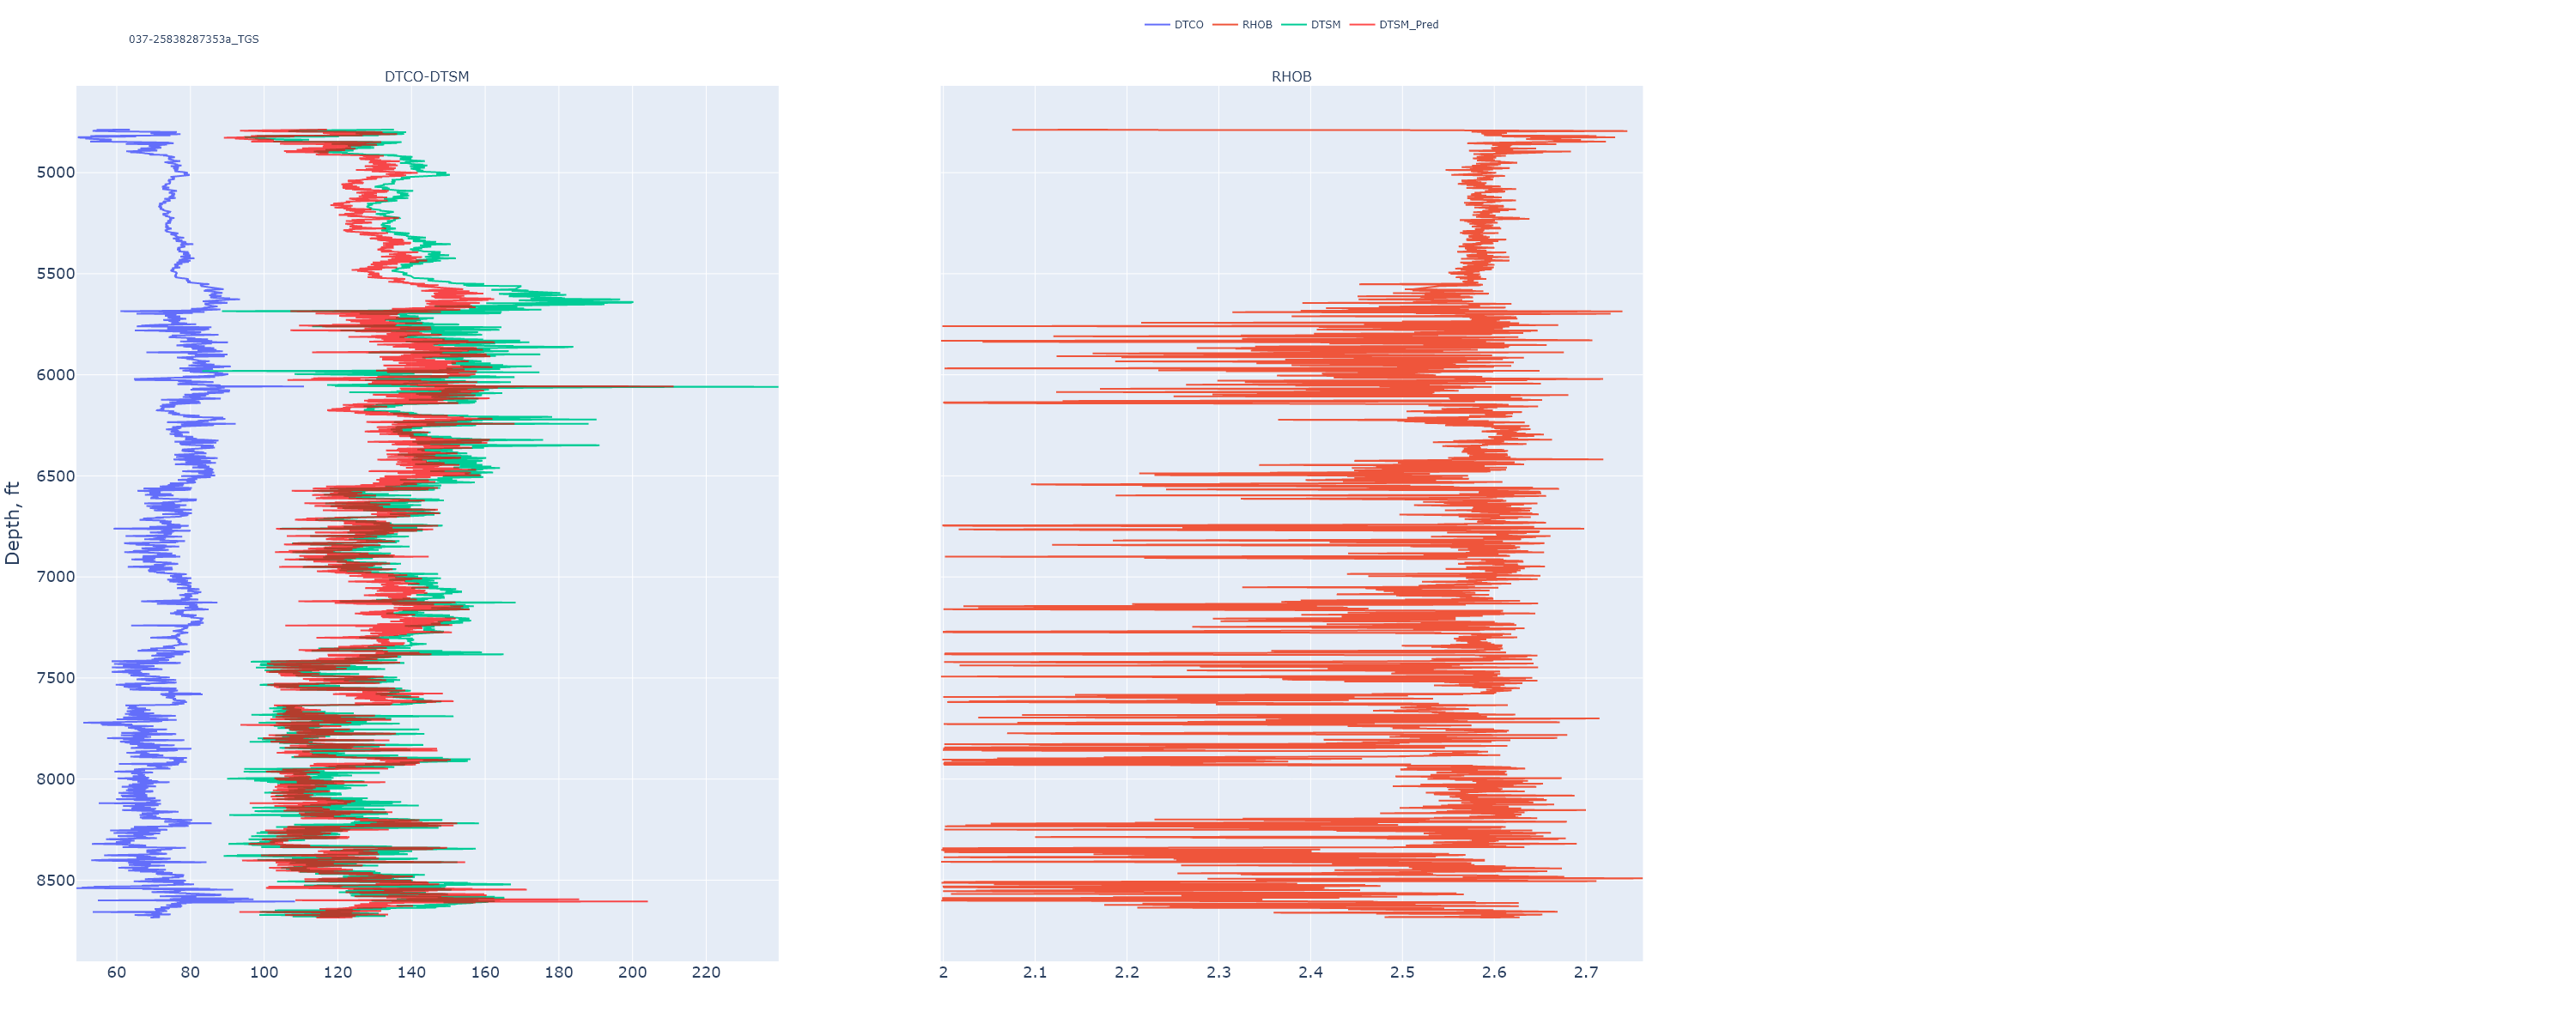 DTCO RHOB DTSM DTSM_Pred
037-25838287353a_TGS
DTCO-DTSM
RHOB
Depth, ft
5000
5500
6000
6500
7000
7500
8000
8500
60 80 100 120 140 160 180 200 220
2 2.1 2.2 2.3 2.4 2.5 2.6 2.7